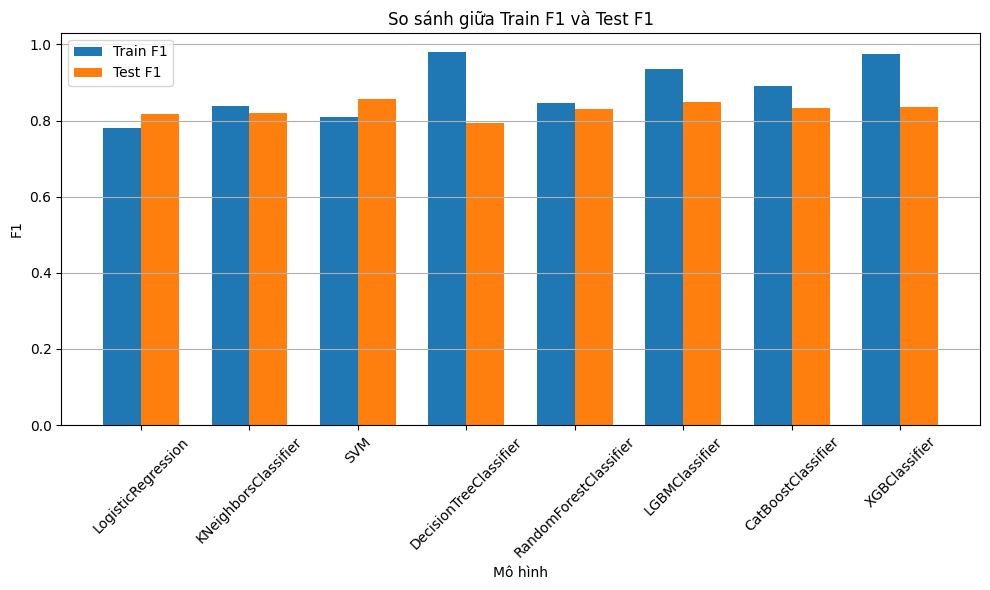 So sánh giữa Train F1 và Test F1
Train F1
Test F1
F1
1.0
0.8
0.6
0.4
0.2
0.0
LogisticRegression
KNeighborsClassifier
SVM
DecisionTreeClassifier
RandomForestClassifier
LGBMClassifier
CatBoostClassifier
XGBClassifier
Mô hình